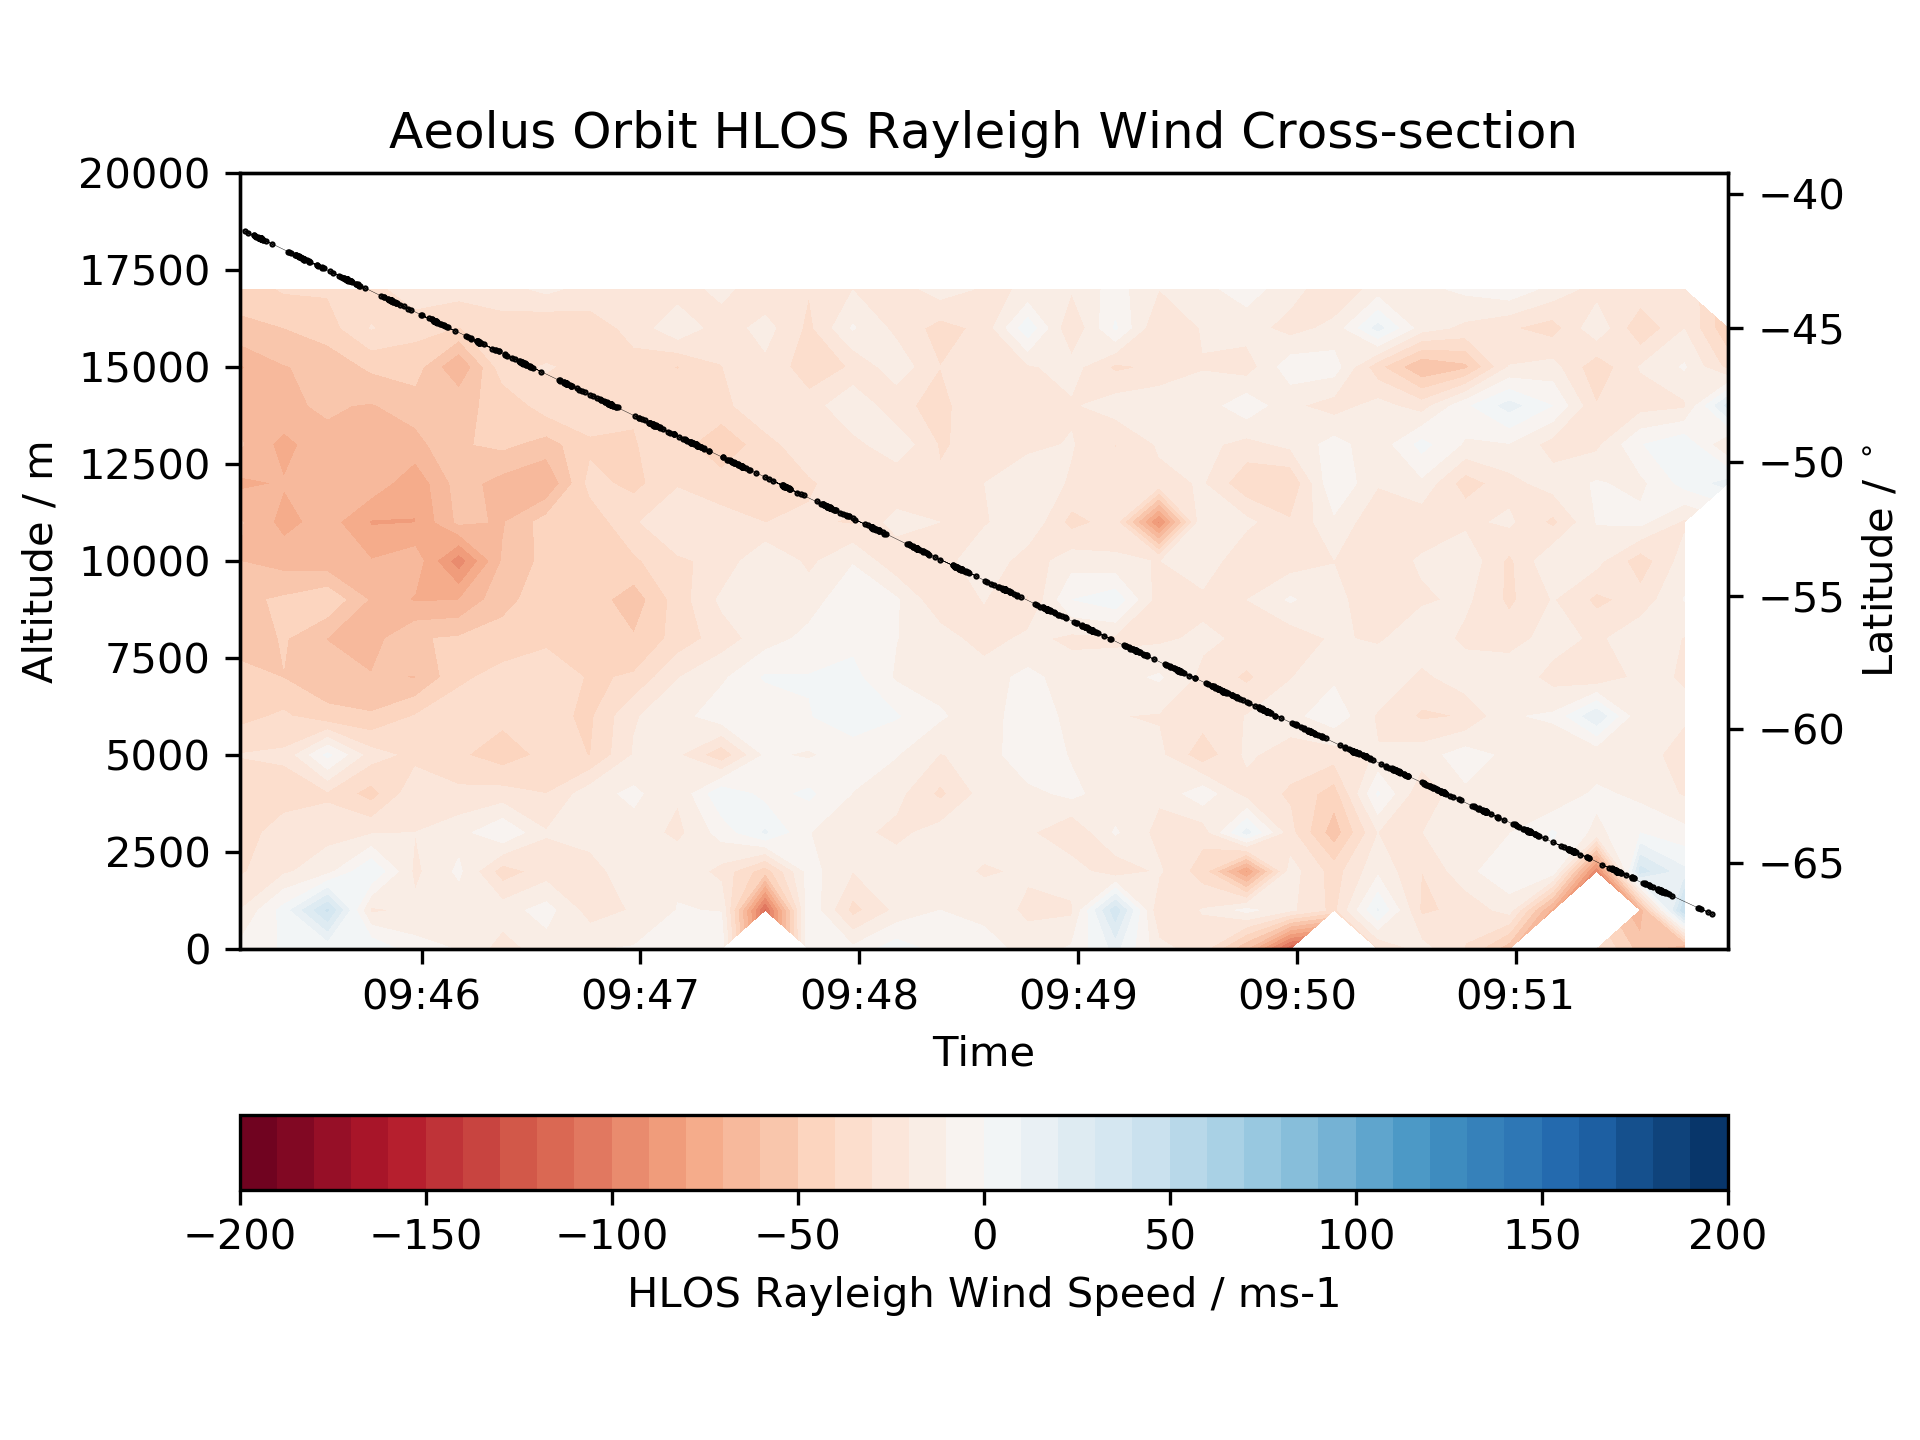 Aeolus Orbit HLOS Rayleigh Wind Cross-section
20000
17500
15000
12500
10000
7500
5000
2500
0
Altitude / m
−40
−45
−50
−55
−60
−65
Latitude / °
09:46 09:47 09:48 09:49 09:50 09:51
Time
−200 −150 −100 −50 0 50 100 150 200
HLOS Rayleigh Wind Speed / ms-1